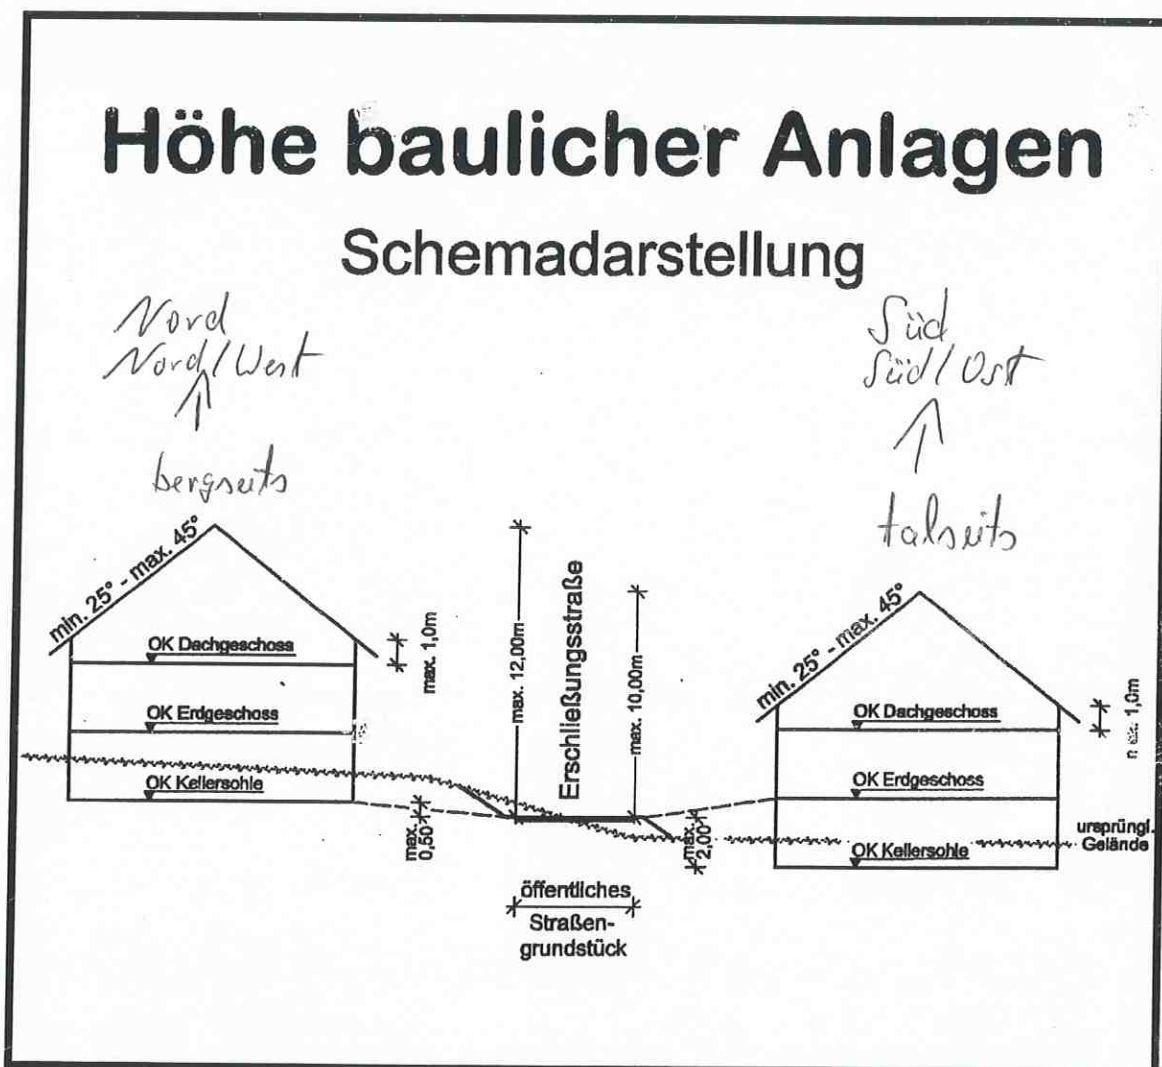 Höhe baulicher Anlagen
Schemadarstellung
Nord
Nord/West
bergseits
Süd
Süd/Ost
talseits
min. 25° - max. 45°
OK Dachgeschoss
OK Erdgeschoss
OK Kellersohle
max. 1,0m
max. 0,50
max. 12,00m
Erschließungsstraße
max. 10,00m
max. 2,00
öffentliches
Straßen-
grundstück
min. 25° - max. 45°
OK Dachgeschoss
OK Erdgeschoss
OK Kellersohle
1,0m
ursprüngl.
Gelände